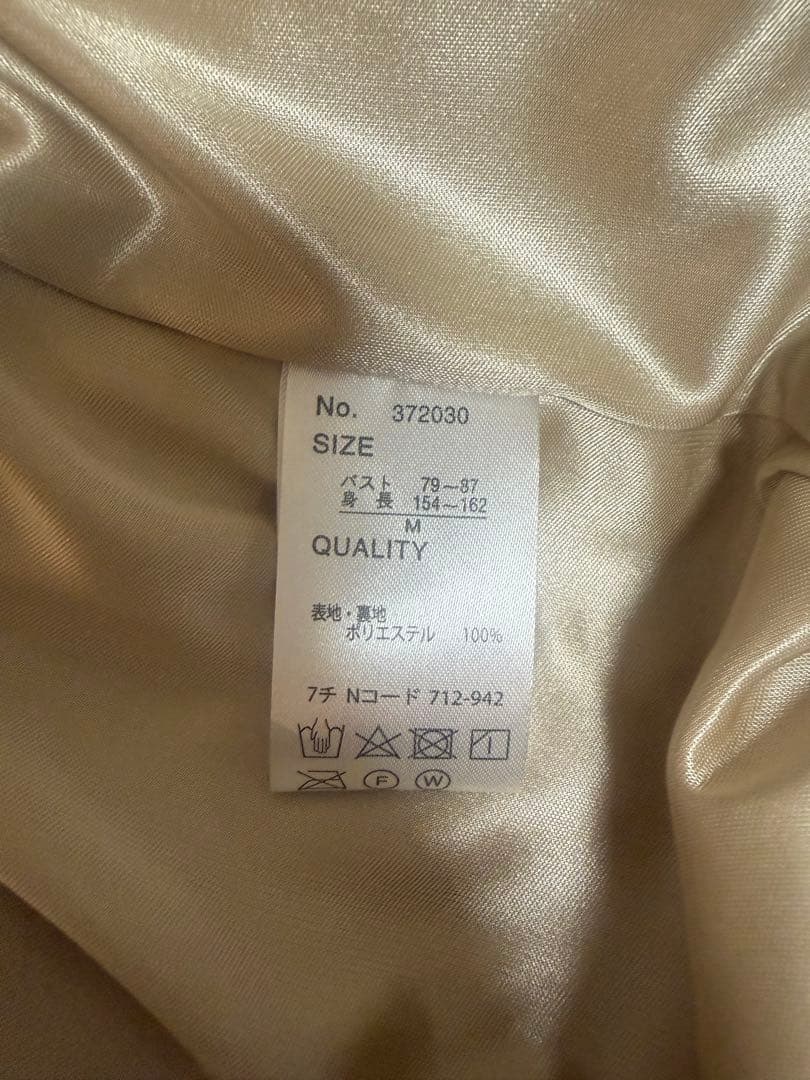 No. 372030
SIZE
バスト 79～87
身長 154～162
M
QUALITY
表地・裏地
ポリエステル 100%
7チ Nコード 712-942
F W